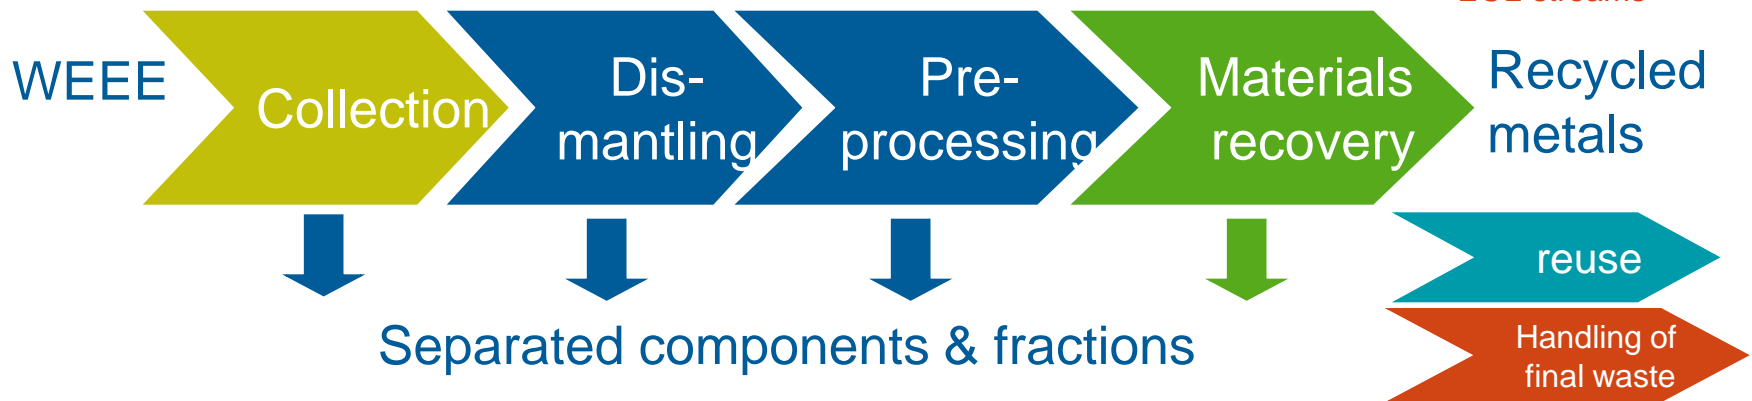 WEEE
Collection
Dis-
mantling
Pre-
processing
Materials
recovery
Recycled
metals
reuse
Handling of
final waste
Separated components & fractions